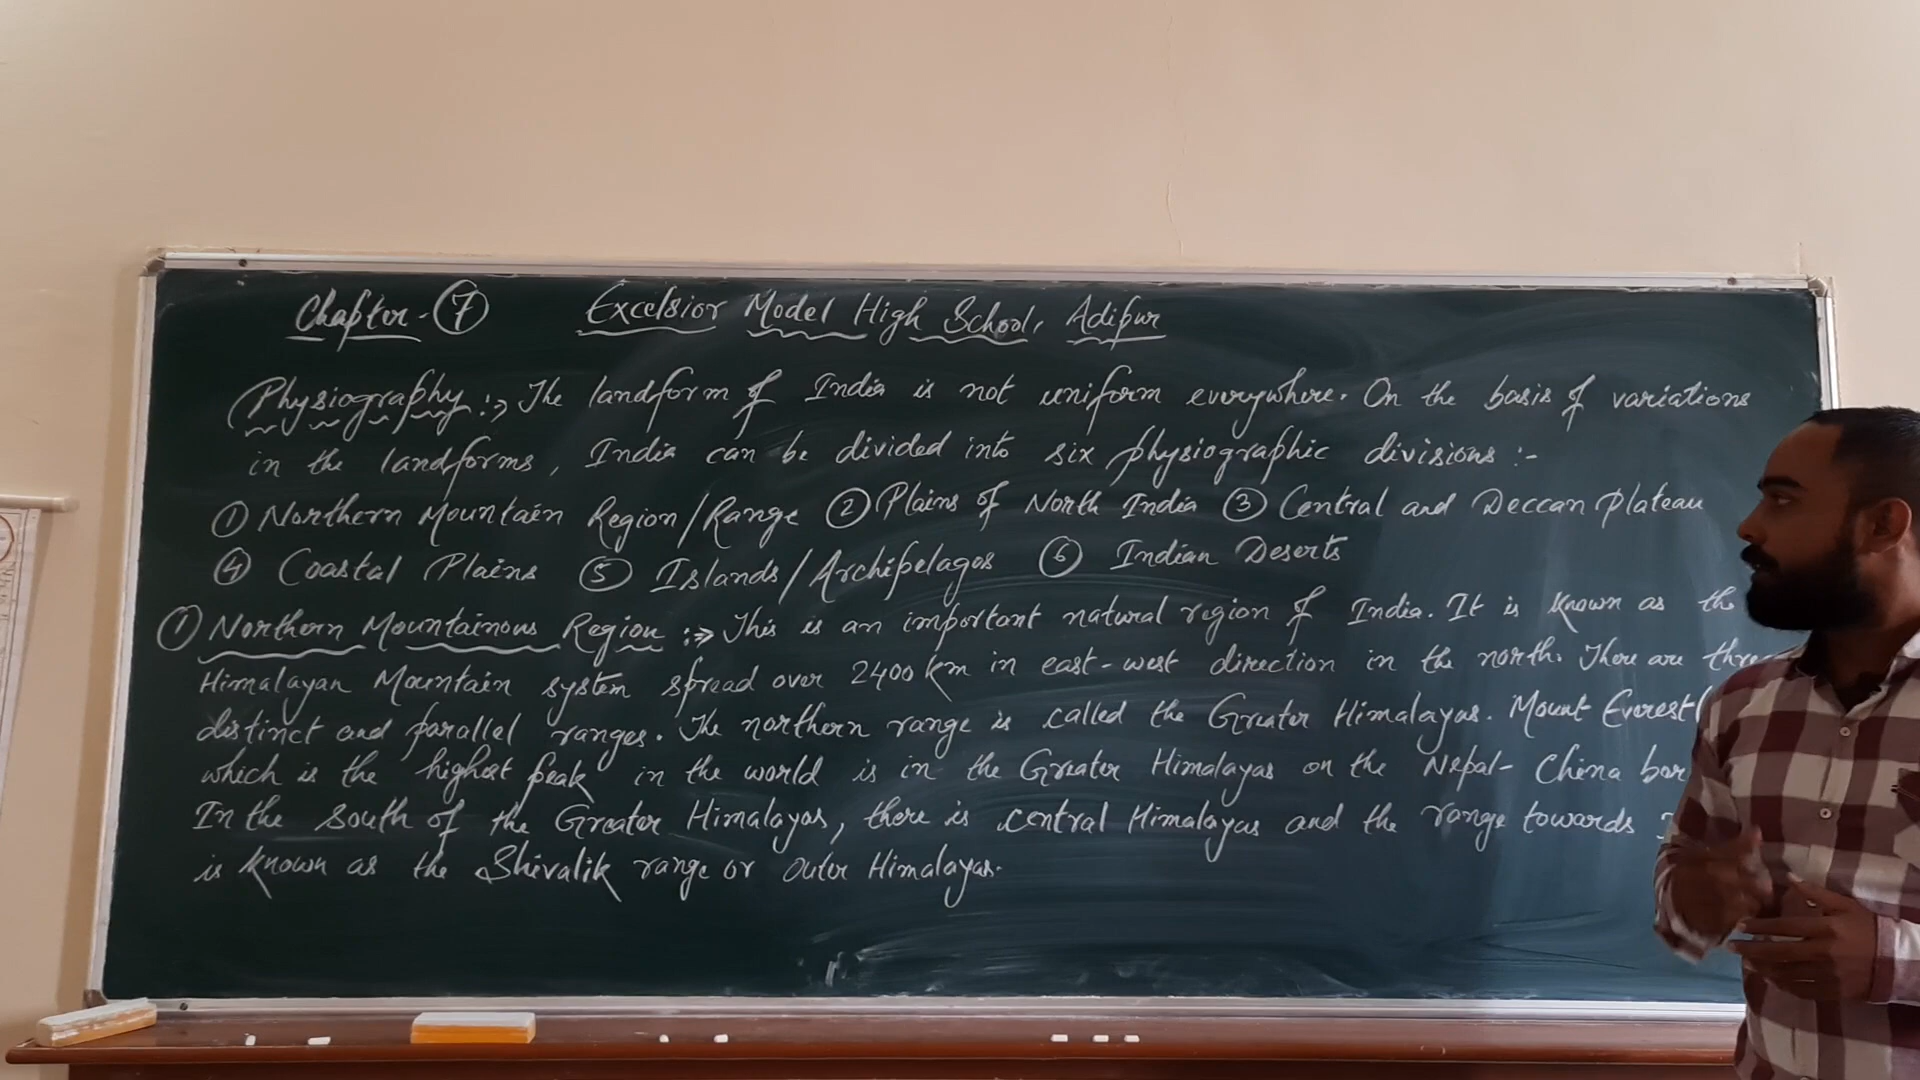 Chapter-⑦ Excelsior Model High School, Adipur
Physiography :→ The landform of India is not uniform everywhere. On the basis of variations
in the landforms, India can be divided into six physiographic divisions :-
① Northern Mountain Region/Range ② Plains of North India ③ Central and Deccan plateau
④ Coastal Plains ⑤ Islands/Archipelagos ⑥ Indian Deserts
① Northern Mountainous Region :→ This is an important natural region of India. It is known as the
Himalayan Mountain system spread over 2400 km in east-west direction in the north. There are
distinct and parallel ranges. The northern range is called the Greater Himalayas. Mount Everest (
which is the highest peak in the world is in the Greater Himalayas on the Nepal-China
In the south of the Greater Himalayas, there is central Himalayas and the range towards
is known as the Shivalik range or outer Himalayas.